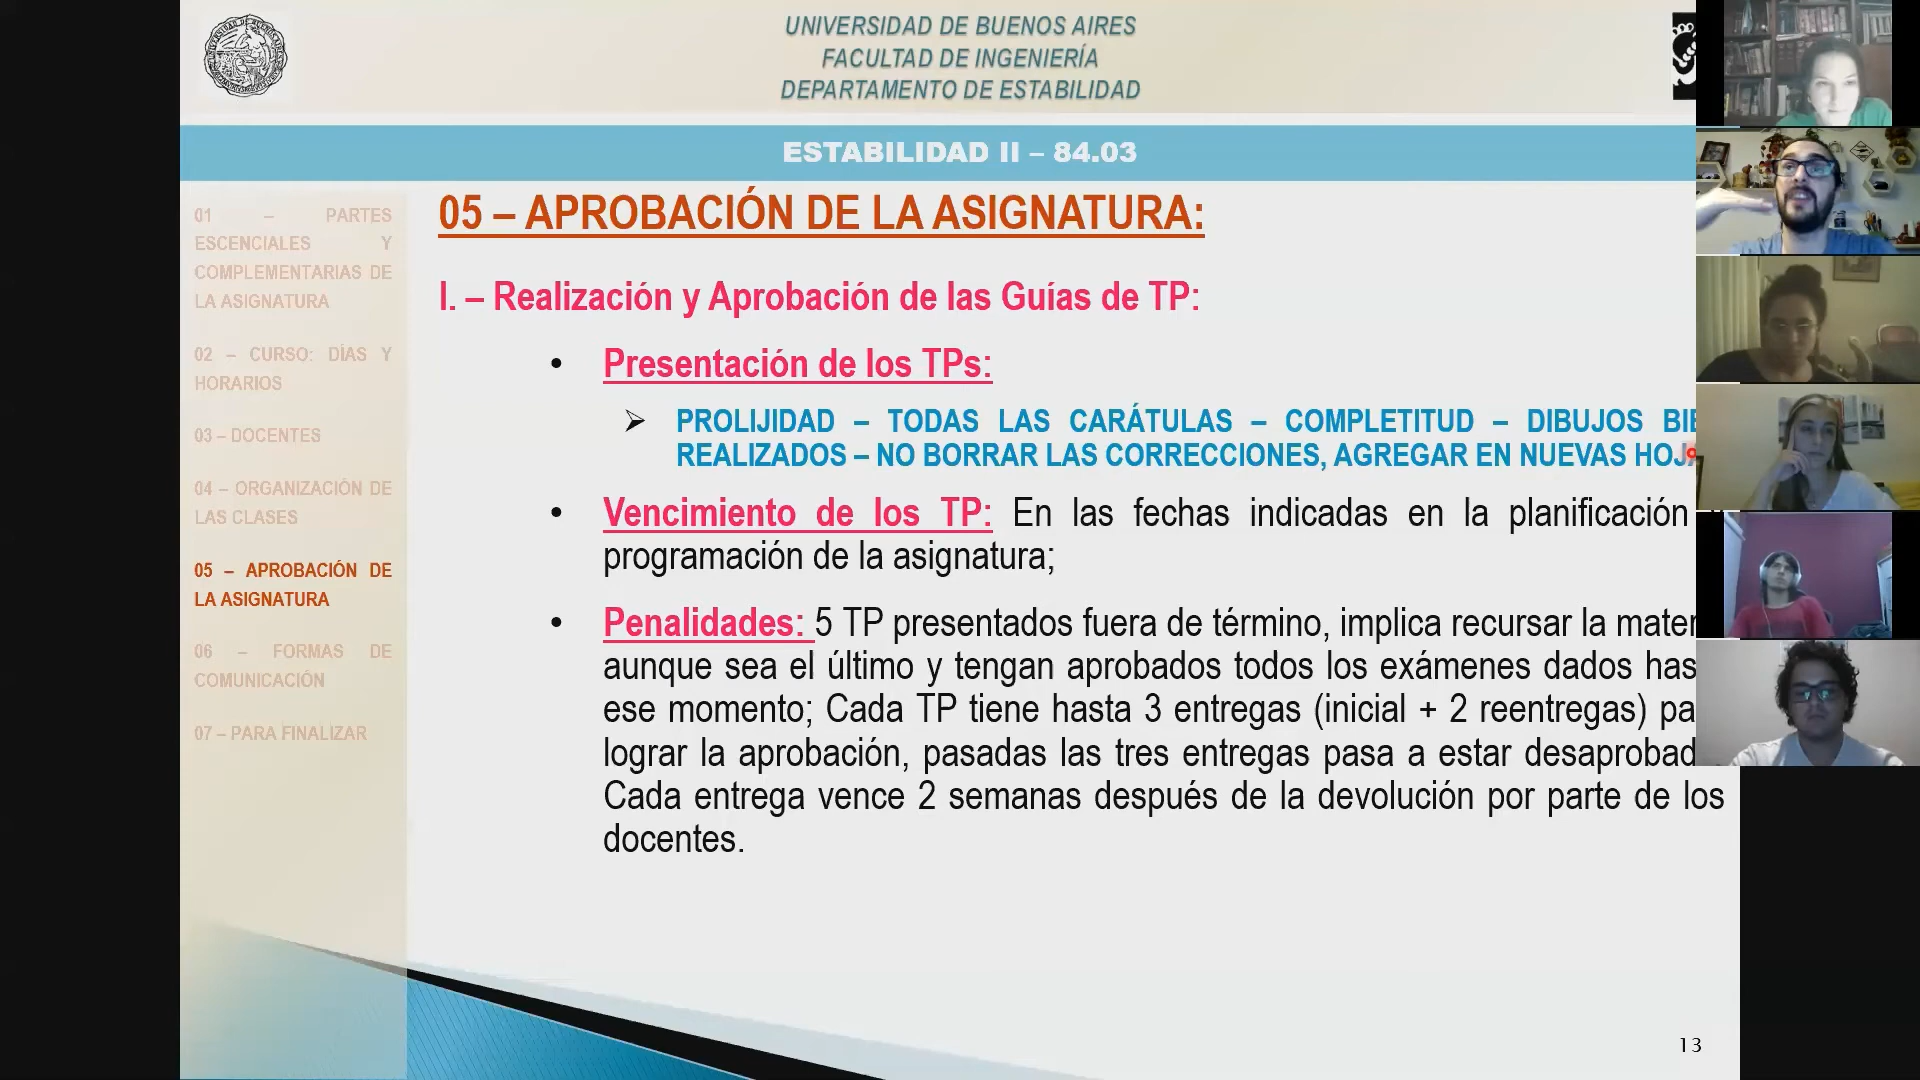 UNIVERSIDAD DE BUENOS AIRES
FACULTAD DE INGENIERÍA
DEPARTAMENTO DE ESTABILIDAD
ESTABILIDAD II – 84.03
01 – PARTES
ESCENCIALES Y
COMPLEMENTARIAS DE
LA ASIGNATURA
02 – CURSO: DÍAS Y
HORARIOS
03 – DOCENTES
04 – ORGANIZACIÓN DE
LAS CLASES
05 – APROBACIÓN DE
LA ASIGNATURA
06 – FORMAS DE
COMUNICACIÓN
07 – PARA FINALIZAR
05 – APROBACIÓN DE LA ASIGNATURA:
I. – Realización y Aprobación de las Guías de TP:
• Presentación de los TPs:
➢ PROLIJIDAD – TODAS LAS CARÁTULAS – COMPLETITUD – DIBUJOS
REALIZADOS – NO BORRAR LAS CORRECCIONES, AGREGAR EN NUEVAS
• Vencimiento de los TP: En las fechas indicadas en la planificación
programación de la asignatura;
• Penalidades: 5 TP presentados fuera de término, implica recursar la
aunque sea el último y tengan aprobados todos los exámenes dados
ese momento; Cada TP tiene hasta 3 entregas (inicial + 2 reentregas)
lograr la aprobación, pasadas las tres entregas pasa a estar
Cada entrega vence 2 semanas después de la devolución por parte de los
docentes.
13